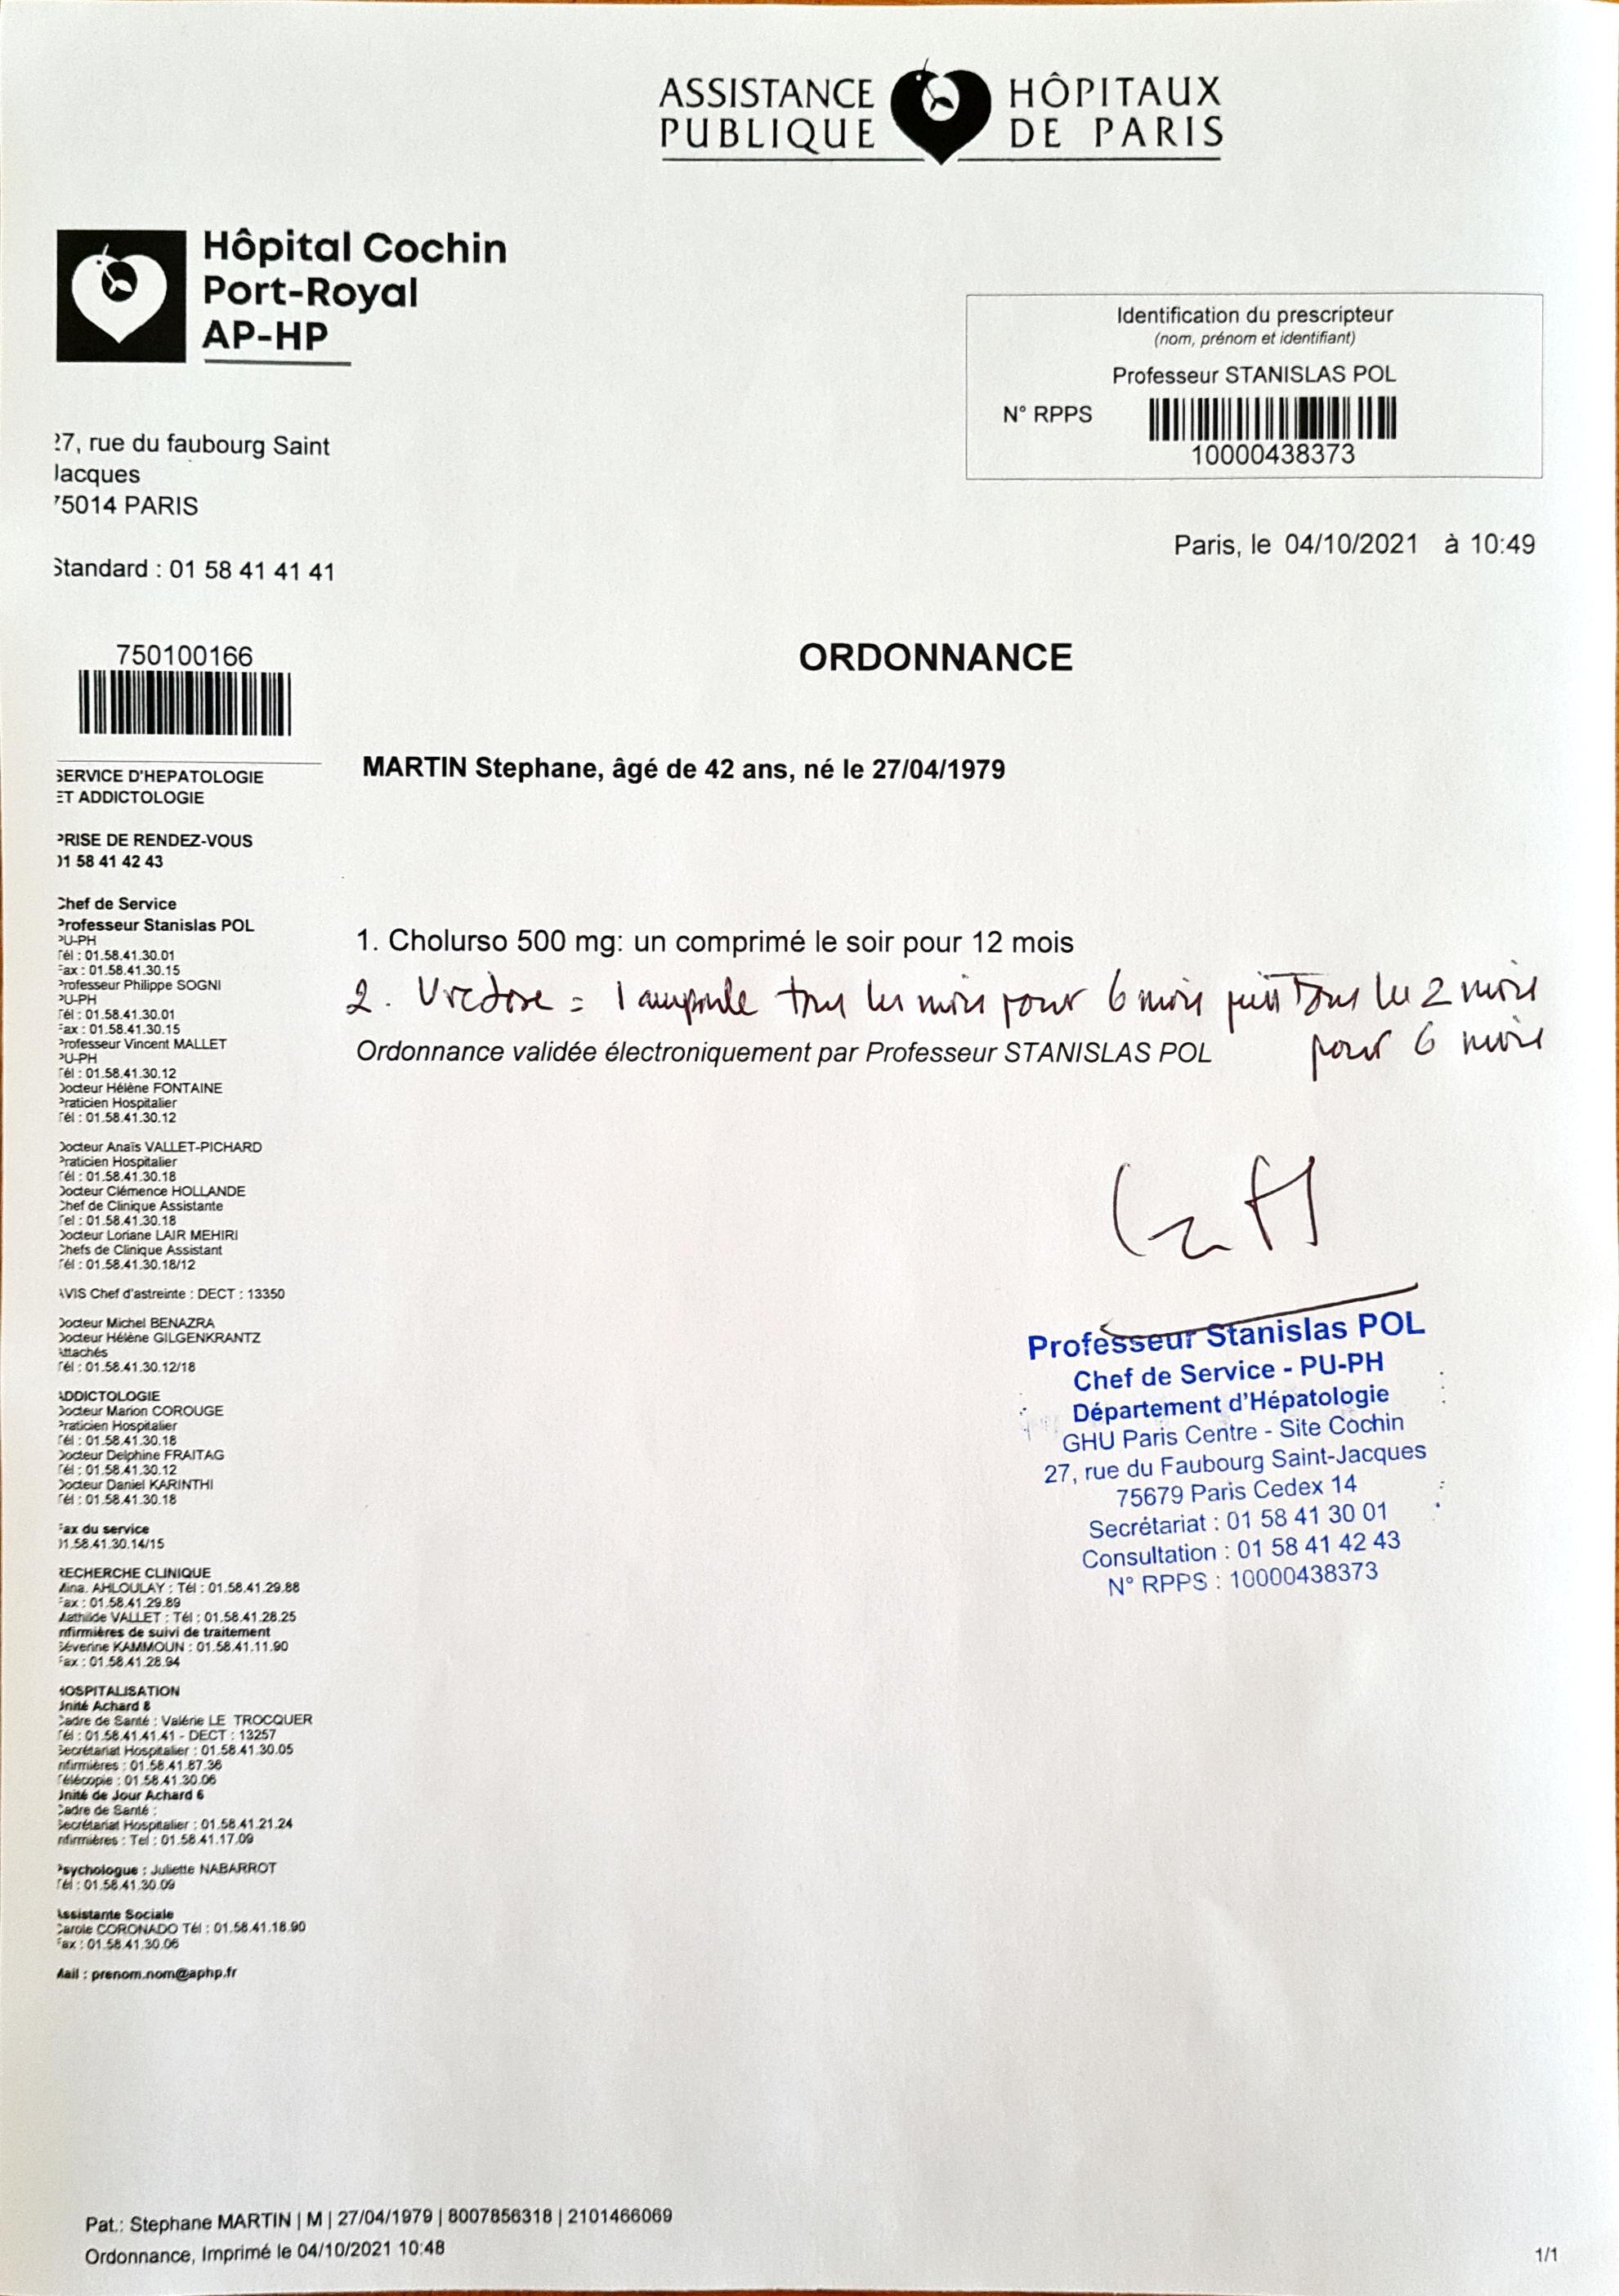 ASSISTANCE PUBLIQUE HÔPITAUX DE PARIS
Hôpital Cochin
Port-Royal
AP-HP
Identification du prescripteur
(nom, prénom et identifiant)
Professeur STANISLAS POL
N° RPPS
10000438373
27, rue du faubourg Saint
Jacques
75014 PARIS
Standard : 01 58 41 41 41
Paris, le 04/10/2021 à 10:49
750100166
ORDONNANCE
MARTIN Stephane, âgé de 42 ans, né le 27/04/1979
SERVICE D'HEPATOLOGIE
ET ADDICTOLOGIE
PRISE DE RENDEZ-VOUS
01 58 41 42 43
Chef de Service
Professeur Stanislas POL
PU-PH
Tél : 01.58.41.30.01
Fax : 01.58.41.30.15
Professeur Philippe SOGNI
PU-PH
Tél : 01.58.41.30.01
Fax : 01.58.41.30.15
Professeur Vincent MALLET
PU-PH
Tél : 01.58.41.30.12
Docteur Hélène FONTAINE
Praticien Hospitalier
Tél : 01.58.41.30.12
Docteur Anaïs VALLET-PICHARD
Praticien Hospitalier
Tél : 01.58.41.30.18
Docteur Clémence HOLLANDE
Chef de Clinique Assistante
Tel : 01.58.41.30.18
Docteur Loriane LAIR MEHIRI
Chefs de Clinique Assistant
Tél : 01.58.41.30.18/12
AVIS Chef d'astreinte : DECT : 13350
Docteur Michel BENAZRA
Docteur Hélène GILGENKRANTZ
Attachés
Tél : 01.58.41.30.12/18
ADDICTOLOGIE
Docteur Marion COROUGE
Praticien Hospitalier
Tél : 01.58.41.30.18
Docteur Delphine FRAITAG
Tél : 01.58.41.30.12
Docteur Daniel KARINTHI
Tél : 01.58.41.30.18
Fax du service
01.58.41.30.14/15
RECHERCHE CLINIQUE
AHLOULAY : Tél : 01.58.41.29.88
Fax : 01.58.41.29.89
Mathilde VALLET : Tél : 01.58.41.28.25
Infirmières de suivi de traitement
Séverine KAMMOUN : 01.58.41.11.90
Fax : 01.58.41.28.94
HOSPITALISATION
Unité Achard 8
Cadre de Santé : Valérie LE TROCQUER
Tél : 01.58.41.41.41 - DECT : 13257
Secrétariat Hospitalier : 01.58.41.30.05
Infirmières : 01.58.41.87.36
Télécopie : 01.58.41.30.06
Unité de Jour Achard 6
Cadre de Santé :
Secrétariat Hospitalier : 01.58.41.21.24
Infirmières : Tel : 01.58.41.17.09
Psychologue : Juliette NABARROT
Tél : 01.58.41.30.09
Assistante Sociale
Carole CORONADO Tél : 01.58.41.18.90
Fax : 01.58.41.30.06
Mail : prenom.nom@aphp.fr
1. Cholurso 500 mg: un comprimé le soir pour 12 mois
2. Uvedose = 1 ampoule tous les mois pour 6 mois puis Tous les 2 mois
pour 6 mois
Ordonnance validée électroniquement par Professeur STANISLAS POL
Professeur Stanislas POL
Chef de Service - PU-PH
Département d'Hépatologie
GHU Paris Centre - Site Cochin
27, rue du Faubourg Saint-Jacques
75679 Paris Cedex 14
Secrétariat : 01 58 41 30 01
Consultation : 01 58 41 42 43
N° RPPS : 10000438373
Pat.: Stephane MARTIN | M | 27/04/1979 | 8007856318 | 2101466069
Ordonnance, Imprimé le 04/10/2021 10:48
1/1